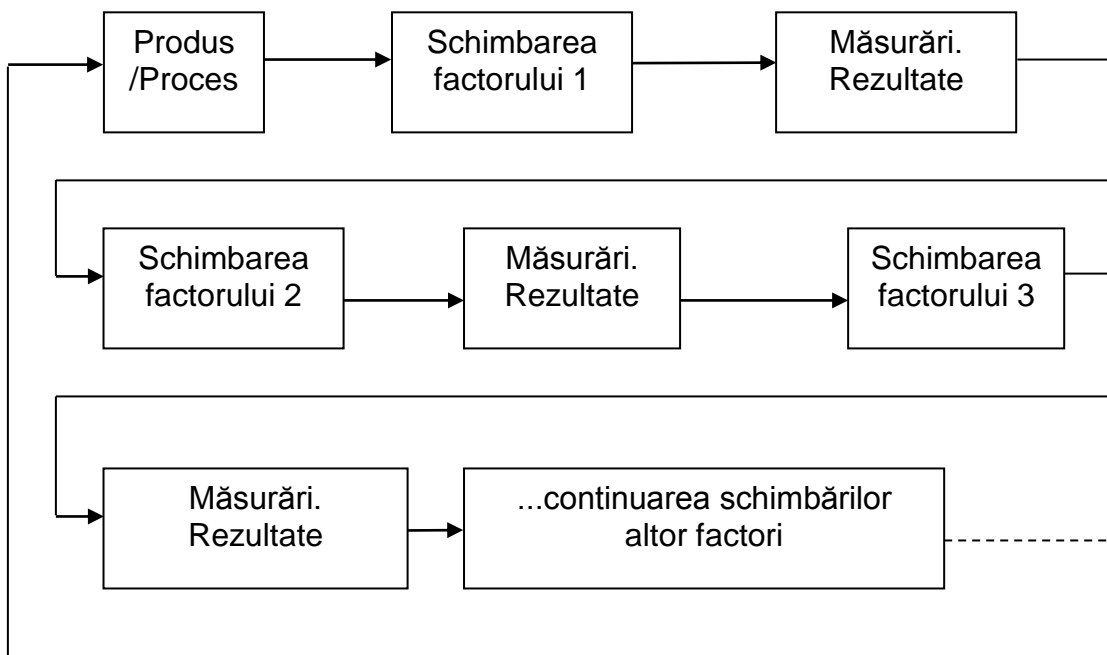 Produs
/Proces
Schimbarea
factorului 1
Măsurări.
Rezultate
Schimbarea
factorului 2
Măsurări.
Rezultate
Schimbarea
factorului 3
Măsurări.
Rezultate
...continuarea schimbărilor
altor factori